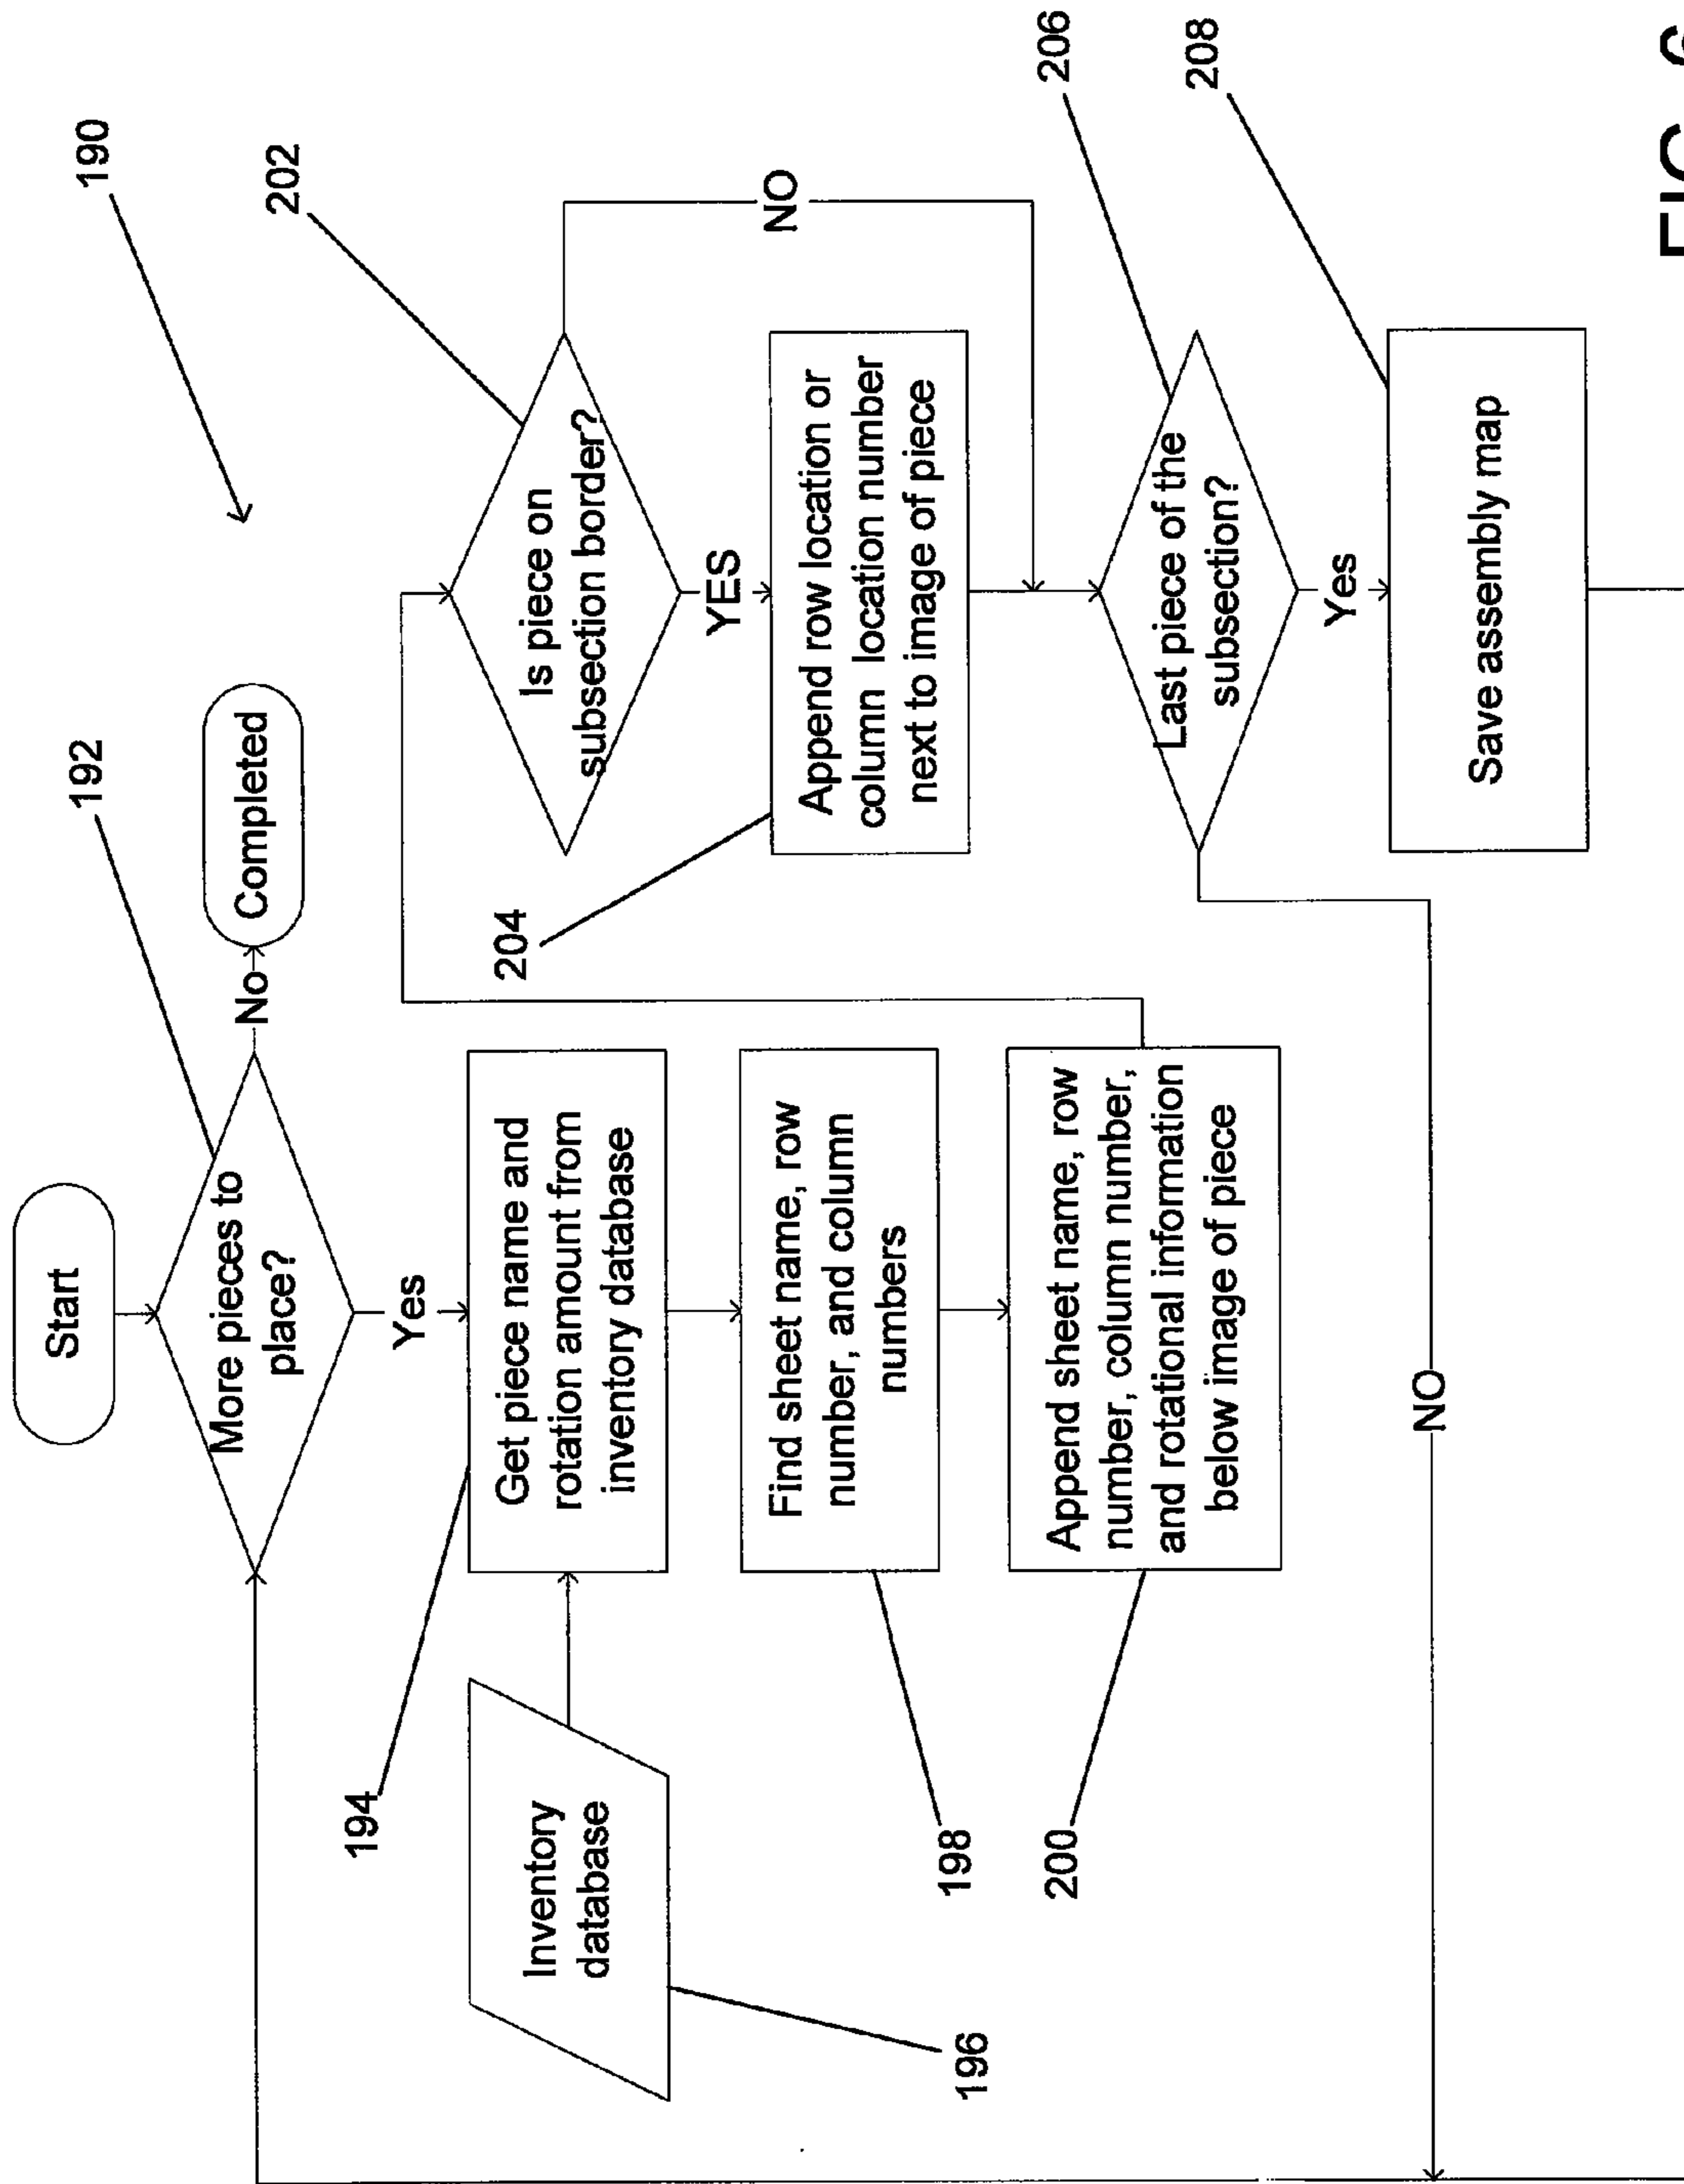 190
Start
192
More pieces to
place?
No
Completed
Yes
194
Get piece name and
rotation amount from
inventory database
Inventory
database
196
198
Find sheet name, row
number, and column
numbers
200
Append sheet name, row
number, column number,
and rotational information
below image of piece
202
Is piece on
subsection border?
NO
YES
204
Append row location or
column location number
next to image of piece
206
Last piece of the
subsection?
NO
Yes
208
Save assembly map